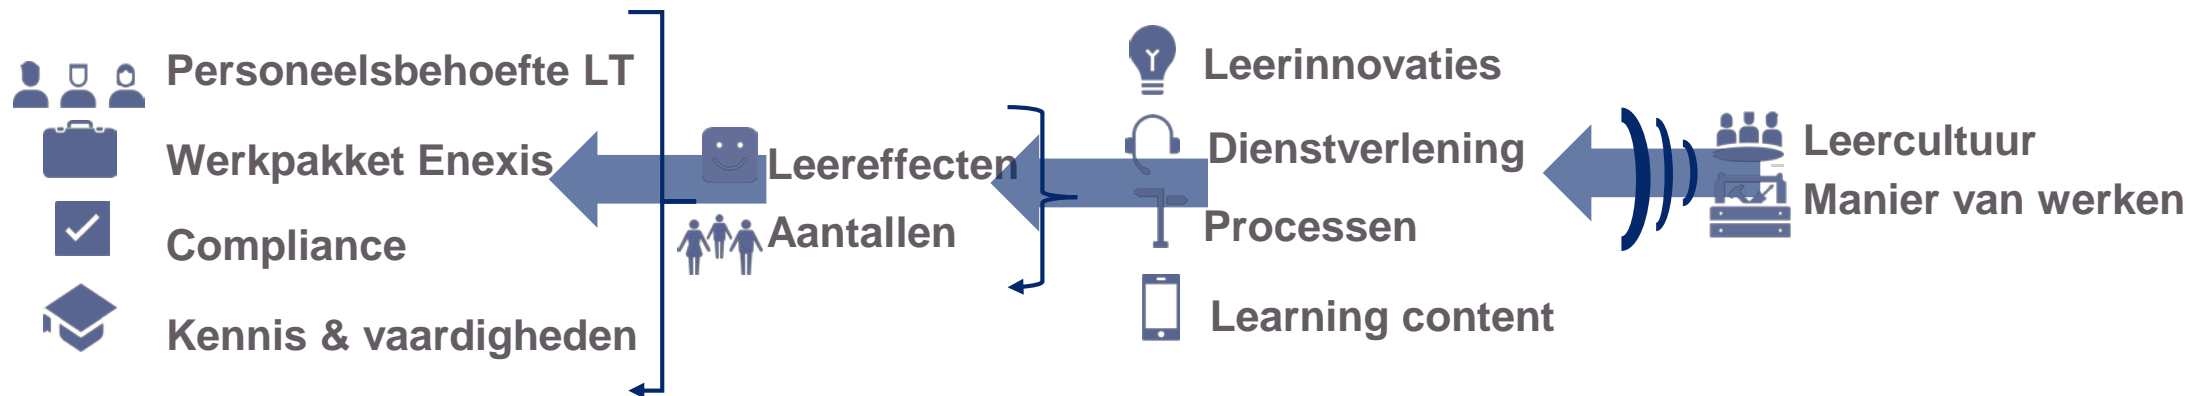 Personeelsbehoefte LT
Werkpakket Enexis
Compliance
Kennis & vaardigheden
Leereffecten
Aantallen
Leerinnovaties
Dienstverlening
Processen
Learning content
Leercultuur
Manier van werken